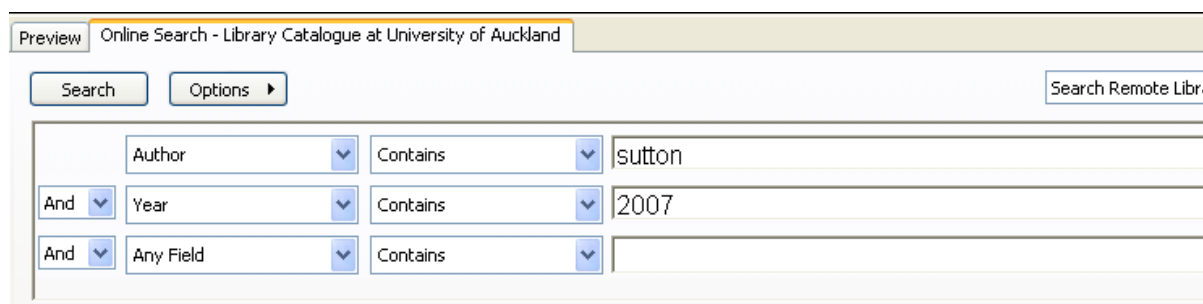 Preview Online Search - Library Catalogue at University of Auckland
Search Options Search Remote Libr
Author Contains sutton
And Year Contains 2007
And Any Field Contains